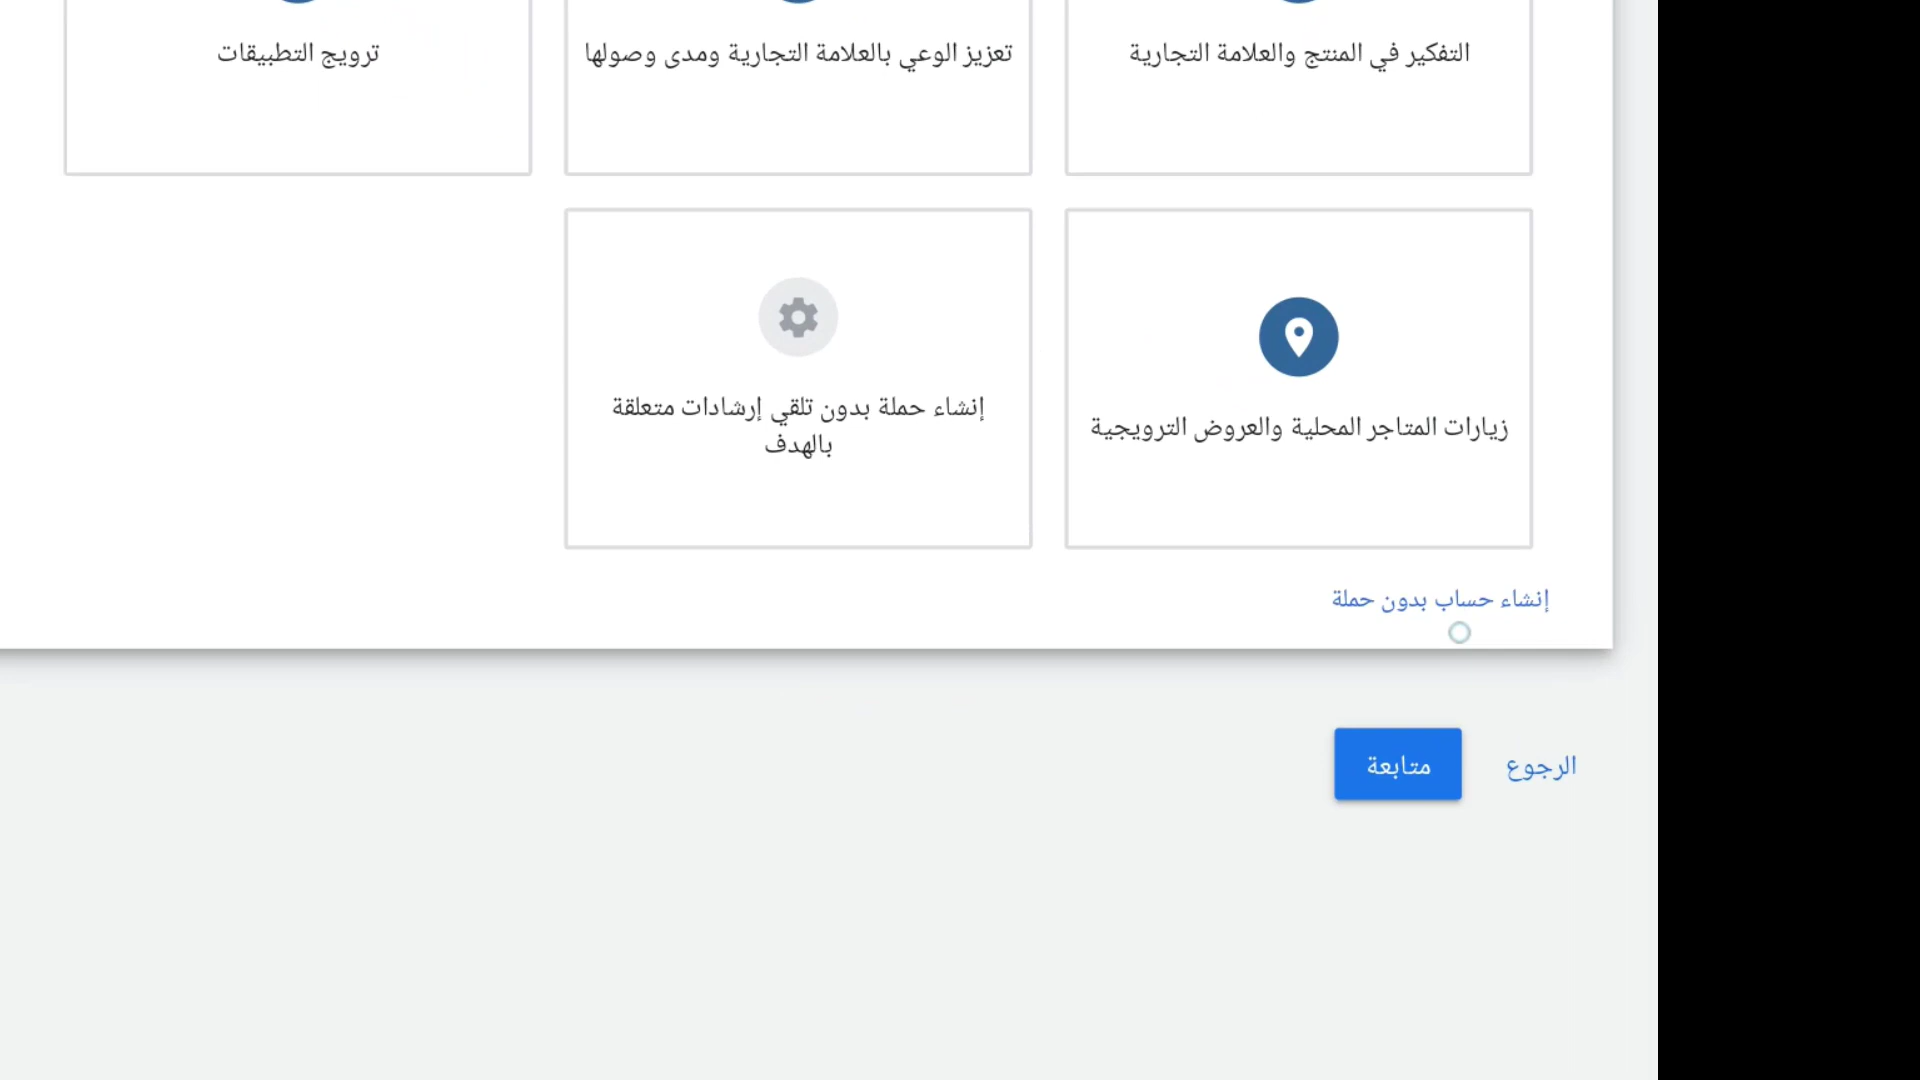 التفكير في المنتج والعلامة التجارية
تعزيز الوعي بالعلامة التجارية ومدى وصولها
ترويج التطبيقات
زيارات المتاجر المحلية والعروض الترويجية
إنشاء حملة بدون تلقي إرشادات متعلقة
بالهدف
إنشاء حساب بدون حملة
الرجوع
متابعة